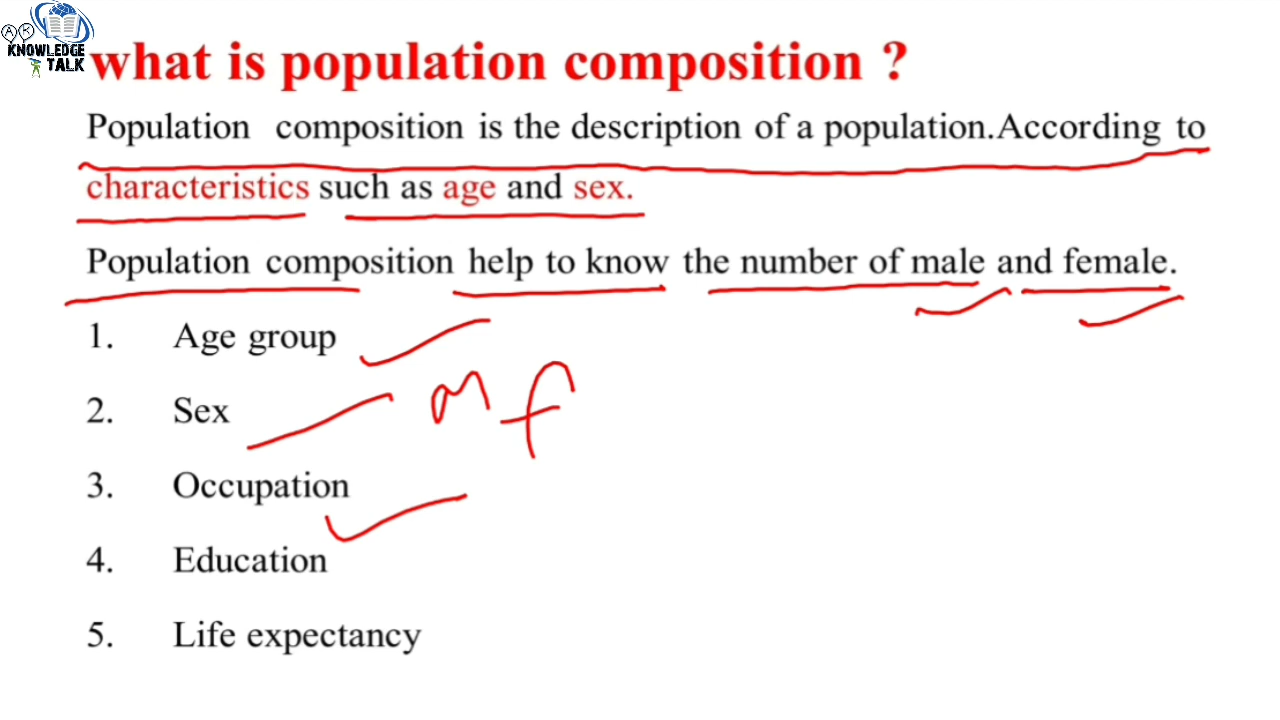 A K
KNOWLEDGE
TALK
what is population composition ?
Population composition is the description of a population.According to
characteristics such as age and sex.
Population composition help to know the number of male and female.
1. Age group
2. Sex m f
3. Occupation
4. Education
5. Life expectancy